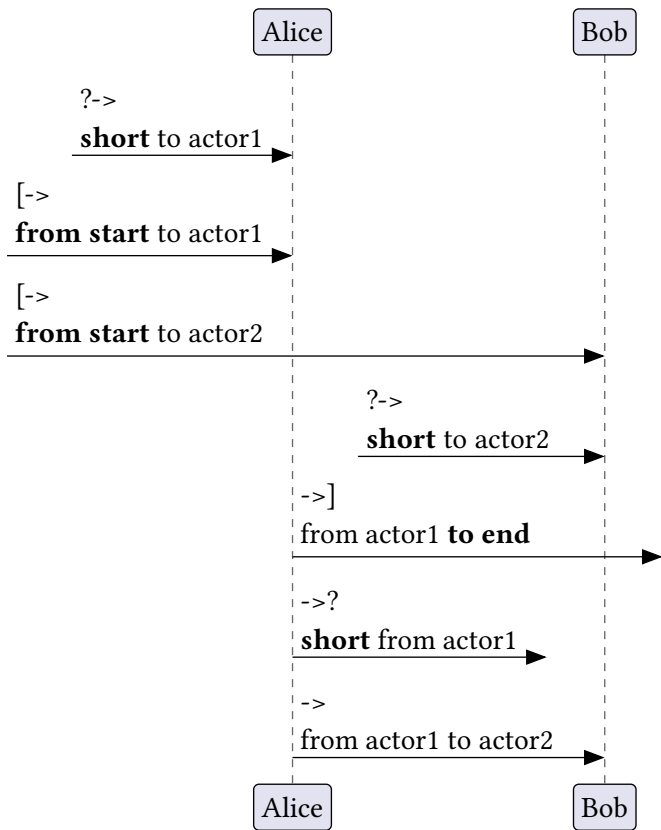 Alice Bob
?->
short to actor1
[->
from start to actor1
[->
from start to actor2
?->
short to actor2
->]
from actor1 to end
->?
short from actor1
->
from actor1 to actor2
Alice Bob